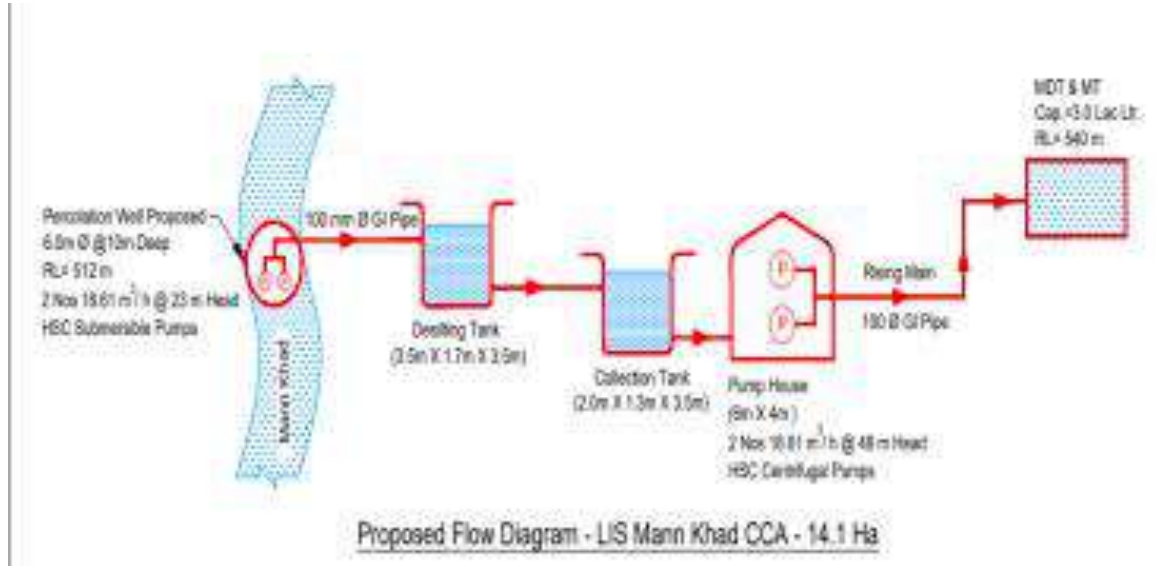 MDT & MT
Cap.=3.0 Lac Ltr.
RL= 540 m
Percolation Well Proposed
6.0m Ø @10m Deep
RL= 512 m
2 Nos 18.61 m³/h @ 23 m Head
HSC Submersible Pumps
100 mm Ø GI Pipe
Mann Khad
Desilting Tank
(3.5m X 1.7m X 3.5m)
Collection Tank
(2.0m X 1.3m X 3.5m)
P
P
Pump House
(6m X 4m)
2 Nos 18.61 m³/h @ 48 m Head
HSC Centrifugal Pumps
Rising Main
100 Ø GI Pipe
Proposed Flow Diagram - LIS Mann Khad CCA - 14.1 Ha